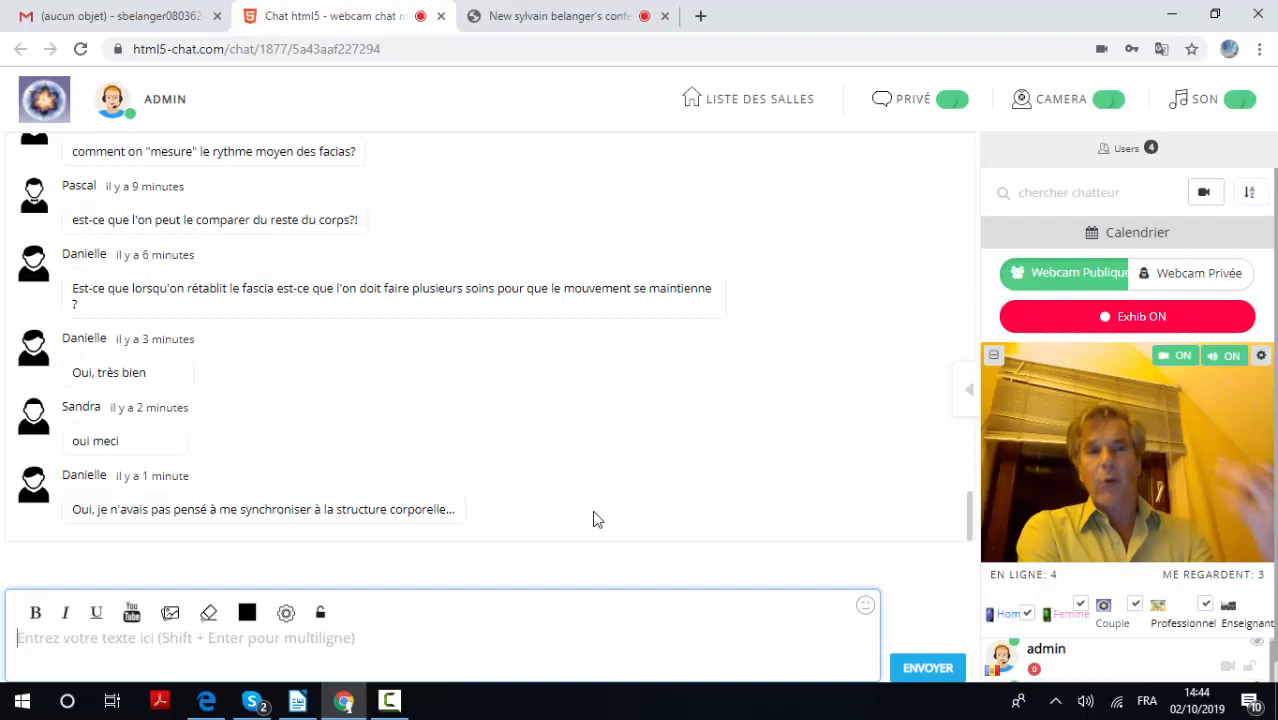 (aucun objet) - sbelanger080362
Chat html5 - webcam chat m
New sylvain belanger's confe
html5-chat.com/chat/1877/5a43aaf227294
ADMIN
LISTE DES SALLES
PRIVÉ
CAMERA
SON
comment on "mesure" le rythme moyen des facias?
Pascal il y a 9 minutes
est-ce que l'on peut le comparer du reste du corps?!
Danielle il y a 6 minutes
Est-ce que lorsqu'on rétablit le fascia est-ce que l'on doit faire plusieurs soins pour que le mouvement se maintienne
?
Danielle il y a 3 minutes
Oui, très bien
Sandra il y a 2 minutes
oui meci
Danielle il y a 1 minute
Oui, je n'avais pas pensé à me synchroniser à la structure corporelle...
B I U You Tube
Entrez votre texte ici (Shift + Enter pour multiligne)
ENVOYER
Users 4
chercher chatteur
Calendrier
Webcam Publique
Webcam Privée
Exhib ON
ON ON
EN LIGNE: 4 ME REGARDENT: 3
Hom Femme Couple Professionnel Enseignant
admin
0
2
FRA
14:44
02/10/2019
10